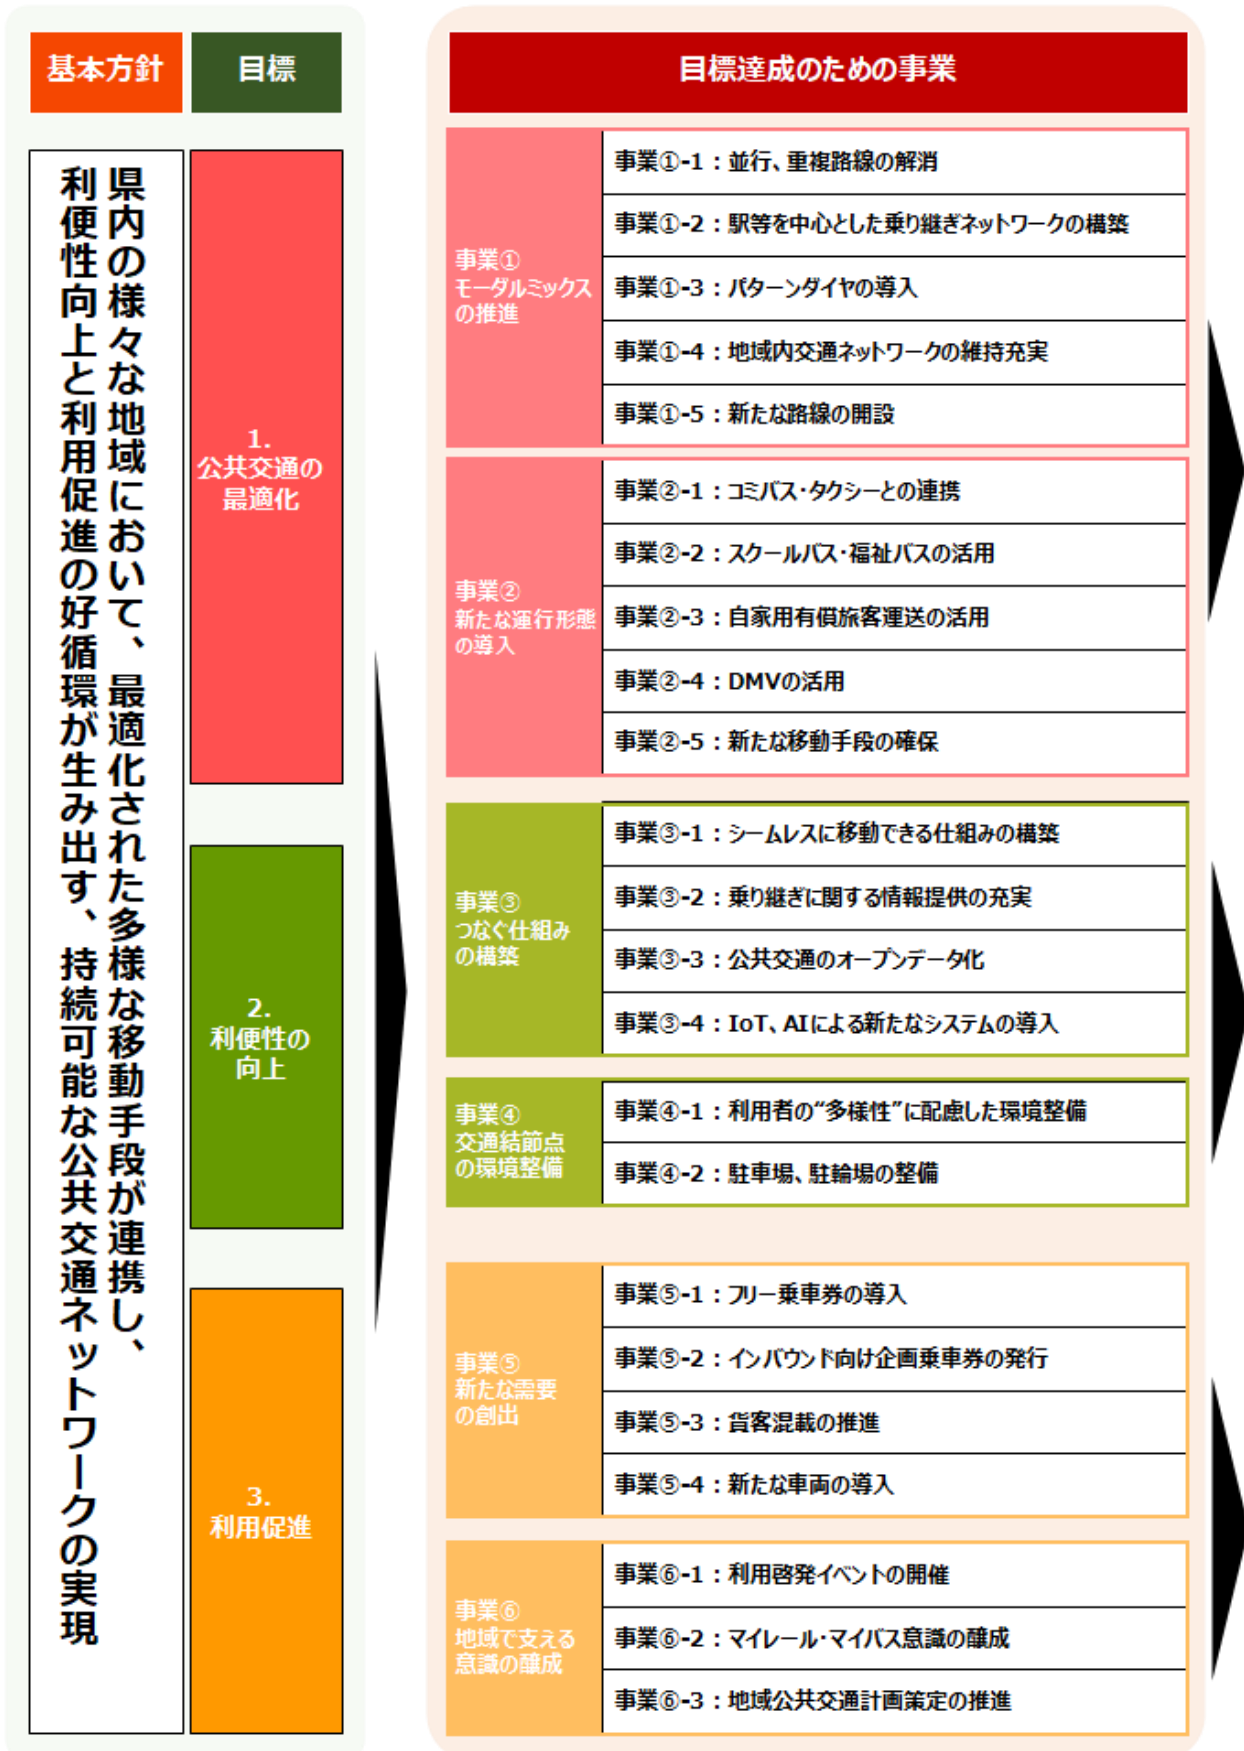 基本方針
目標
目標達成のための事業
県内の様々な地域において、最適化された多様な移動手段が連携し、
利便性向上と利用促進の好循環が生み出す、持続可能な公共交通ネットワークの実現
1.
公共交通の
最適化
2.
利便性の
向上
3.
利用促進
事業①
モーダルミックス
の推進
事業①-1：並行、重複路線の解消
事業①-2：駅等を中心とした乗り継ぎネットワークの構築
事業①-3：パターンダイヤの導入
事業①-4：地域内交通ネットワークの維持充実
事業①-5：新たな路線の開設
事業②
新たな運行形態
の導入
事業②-1：コミバス・タクシーとの連携
事業②-2：スクールバス・福祉バスの活用
事業②-3：自家用有償旅客運送の活用
事業②-4：DMVの活用
事業②-5：新たな移動手段の確保
事業③
つなぐ仕組み
の構築
事業③-1：シームレスに移動できる仕組みの構築
事業③-2：乗り継ぎに関する情報提供の充実
事業③-3：公共交通のオープンデータ化
事業③-4：IoT、AIによる新たなシステムの導入
事業④
交通結節点
の環境整備
事業④-1：利用者の“多様性”に配慮した環境整備
事業④-2：駐車場、駐輪場の整備
事業⑤
新たな需要
の創出
事業⑤-1：フリー乗車券の導入
事業⑤-2：インバウンド向け企画乗車券の発行
事業⑤-3：貨客混載の推進
事業⑤-4：新たな車両の導入
事業⑥
地域で支える
意識の醸成
事業⑥-1：利用啓発イベントの開催
事業⑥-2：マイレール・マイバス意識の醸成
事業⑥-3：地域公共交通計画策定の推進